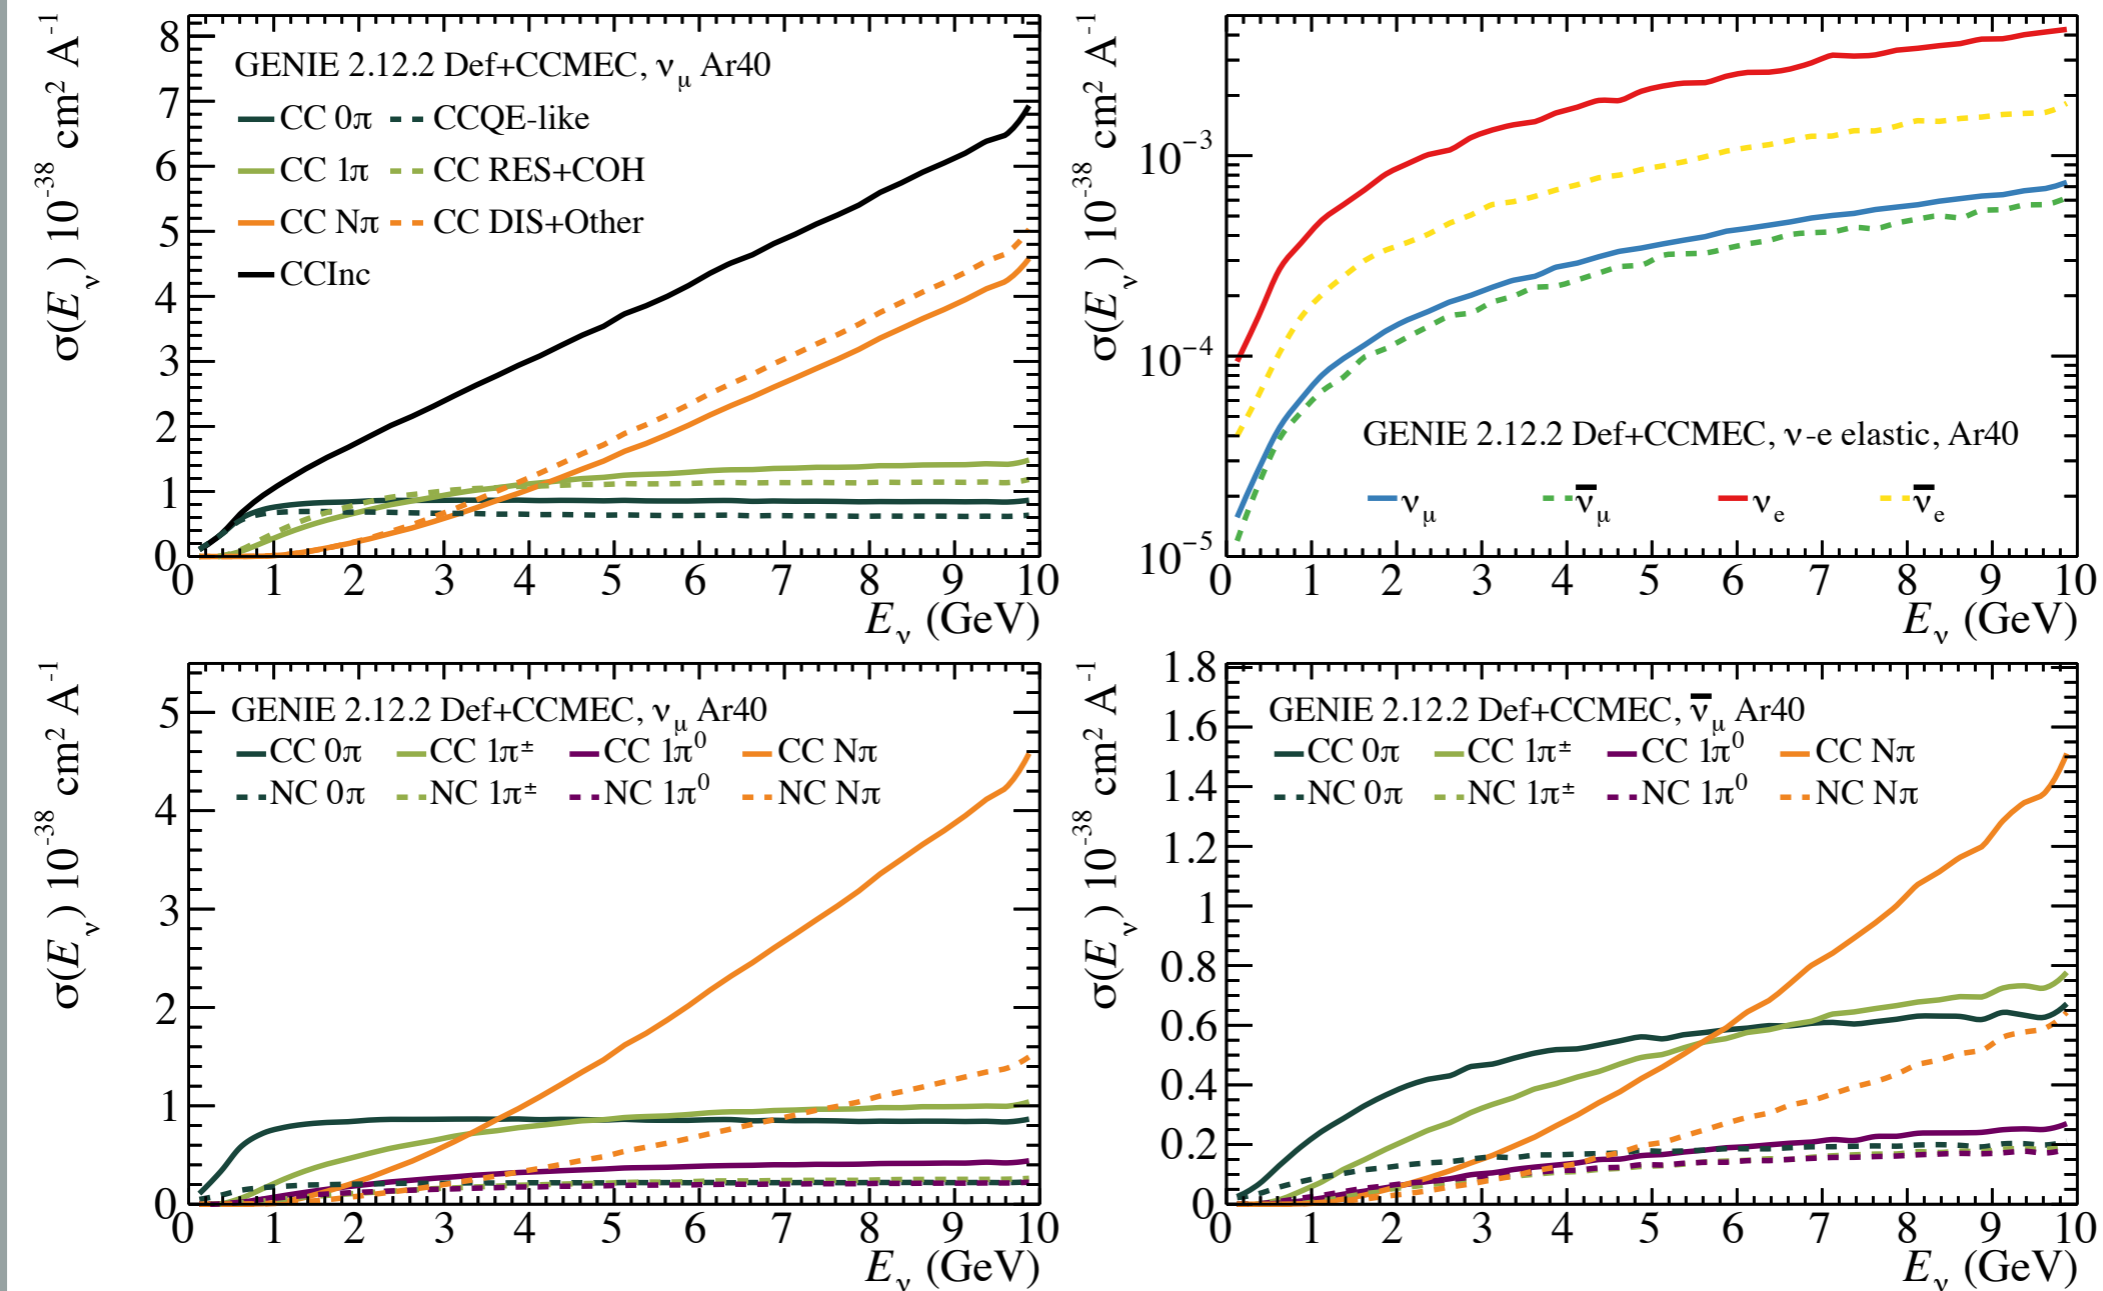 GENIE 2.12.2 Def+CCMEC, νμ Ar40
CC 0π CCQE-like
CC 1π CC RES+COH
CC Nπ CC DIS+Other
CCInc
σ(Eν) 10⁻³⁸ cm² A⁻¹
8
7
6
5
4
3
2
1
0
0 1 2 3 4 5 6 7 8 9 10
Eν (GeV)
σ(Eν) 10⁻³⁸ cm² A⁻¹
10⁻³
10⁻⁴
10⁻⁵
GENIE 2.12.2 Def+CCMEC, ν-e elastic, Ar40
νμ ν̅μ νe ν̅e
0 1 2 3 4 5 6 7 8 9 10
Eν (GeV)
σ(Eν) 10⁻³⁸ cm² A⁻¹
GENIE 2.12.2 Def+CCMEC, νμ Ar40
CC 0π CC 1π± CC 1π⁰ CC Nπ
NC 0π NC 1π± NC 1π⁰ NC Nπ
5
4
3
2
1
0
0 1 2 3 4 5 6 7 8 9 10
Eν (GeV)
σ(Eν) 10⁻³⁸ cm² A⁻¹
GENIE 2.12.2 Def+CCMEC, ν̅μ Ar40
CC 0π CC 1π± CC 1π⁰ CC Nπ
NC 0π NC 1π± NC 1π⁰ NC Nπ
1.8
1.6
1.4
1.2
1
0.8
0.6
0.4
0.2
0
0 1 2 3 4 5 6 7 8 9 10
Eν (GeV)